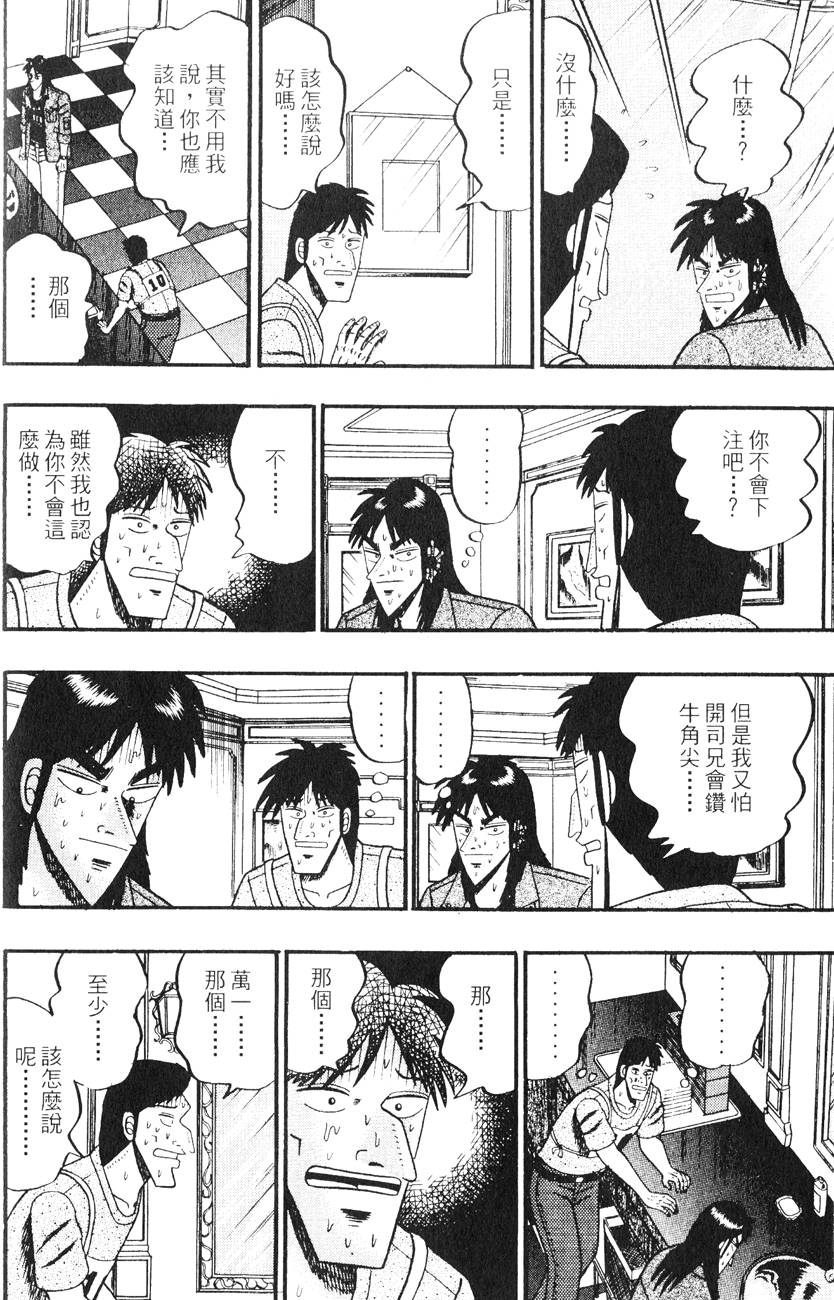 什麼…?
沒什麼……
只是……
該怎麼說
好嗎……
其實不用我
說，你也應
該知道…
10
那個
……
你不會下
注吧…?
……
不……
雖然我也認
為你不會這
麼做……
但是我又怕
開司兄會鑽
牛角尖……
……
……
……
那……
那個……
萬一……
那個……
至少……
該怎麼說
呢…………